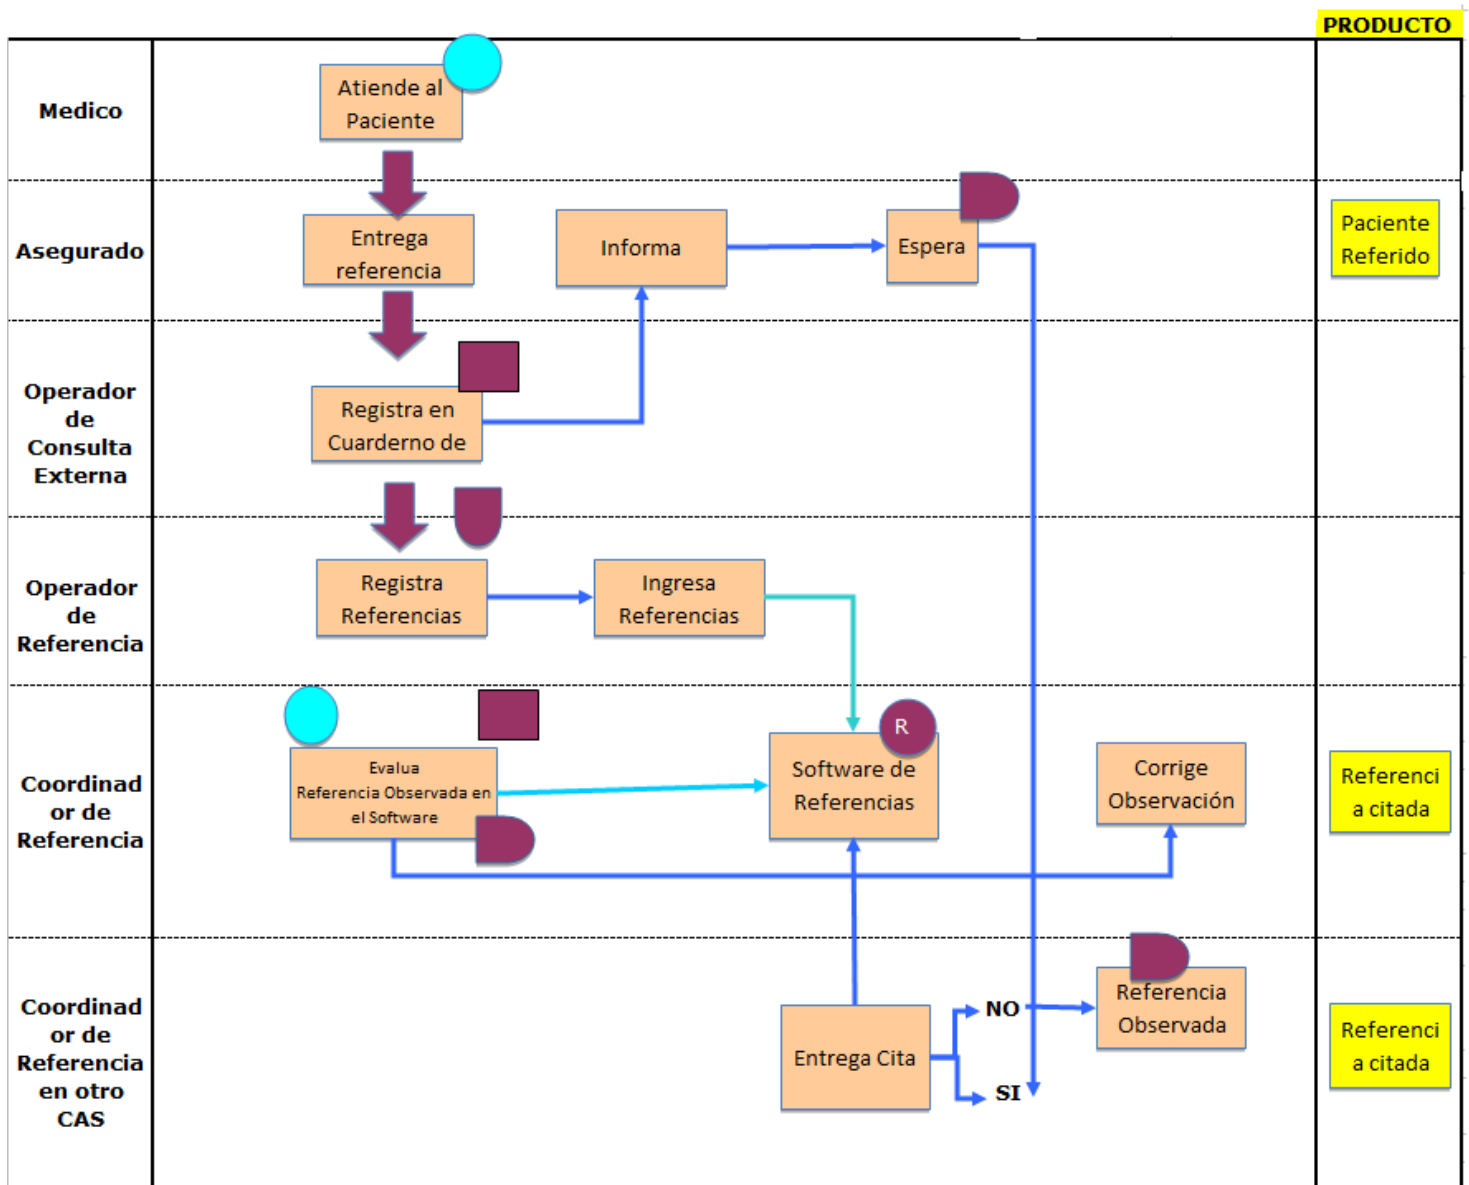 PRODUCTO
Medico
Atiende al
Paciente
Asegurado
Entrega
referencia
Informa
Espera
Paciente
Referido
Operador
de
Consulta
Externa
Registra en
Cuarderno de
Operador
de
Referencia
Registra
Referencias
Ingresa
Referencias
Coordinad
or de
Referencia
Evalua
Referencia Observada en
el Software
R
Software de
Referencias
Corrige
Observación
Referenci
a citada
Coordinad
or de
Referencia
en otro
CAS
Entrega Cita
NO
SI
Referencia
Observada
Referenci
a citada